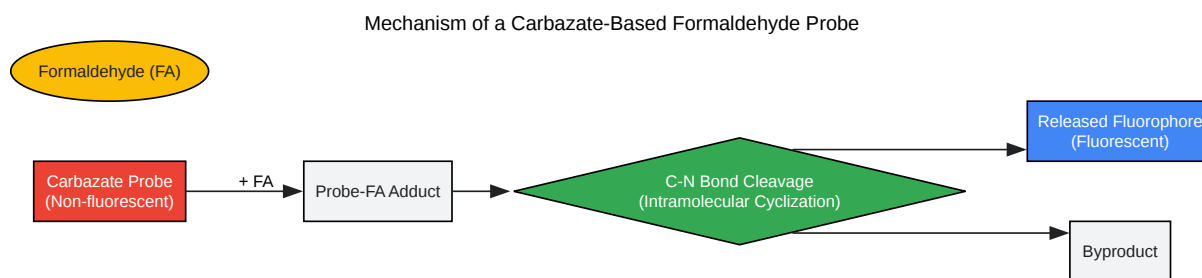 Mechanism of a Carbazate-Based Formaldehyde Probe
Formaldehyde (FA)
Carbazate Probe
(Non-fluorescent)
+ FA
Probe-FA Adduct
C-N Bond Cleavage
(Intramolecular Cyclization)
Released Fluorophore
(Fluorescent)
Byproduct